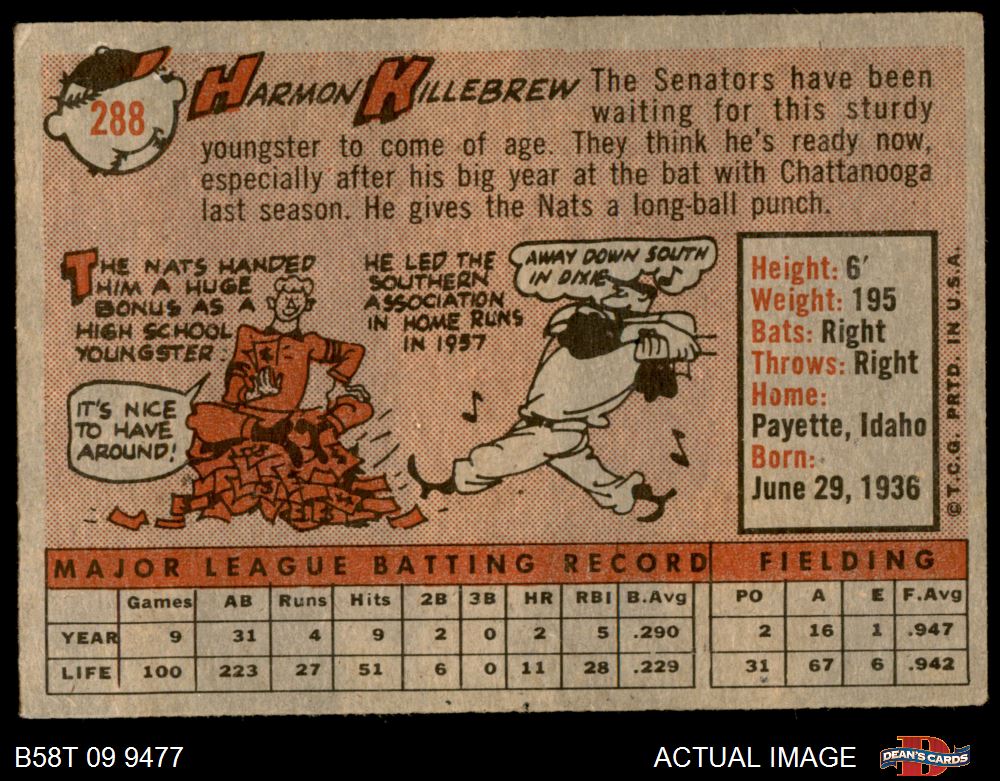 288
HARMON KILLEBREW
The Senators have been
waiting for this sturdy
youngster to come of age. They think he's ready now,
especially after his big year at the bat with Chattanooga
last season. He gives the Nats a long-ball punch.
THE NATS HANDED
HIM A HUGE
BONUS AS A
HIGH SCHOOL
YOUNGSTER.
IT'S NICE
TO HAVE
AROUND!
HE LED THE
SOUTHERN
ASSOCIATION
IN HOME RUNS
IN 1957
AWAY DOWN SOUTH
IN DIXIE
Height: 6'
Weight: 195
Bats: Right
Throws: Right
Home:
Payette, Idaho
Born:
June 29, 1936
© T.C.G. PRTD. IN U.S.A.
MAJOR LEAGUE BATTING RECORD FIELDING
Games AB Runs Hits 2B 3B HR RBI B.Avg PO A E F.Avg
YEAR 9 31 4 9 2 0 2 5 .290 2 16 1 .947
LIFE 100 223 27 51 6 0 11 28 .229 31 67 6 .942
B58T 09 9477 ACTUAL IMAGE D DEAN'S CARDS